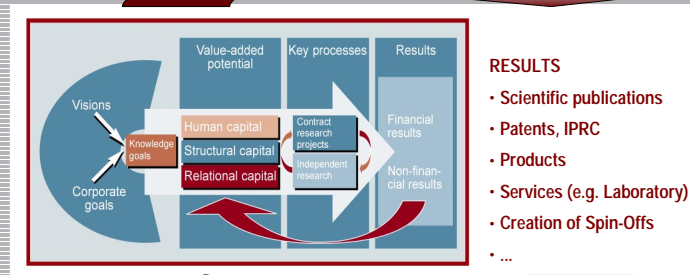 Value-added
potential
Key processes
Results
Visions
Corporate
goals
Knowledge
goals
Human capital
Structural capital
Relational capital
Contract
research
projects
Independent
research
Financial
results
Non-finan-
cial results
RESULTS
• Scientific publications
• Patents, IPRC
• Products
• Services (e.g. Laboratory)
• Creation of Spin-Offs
• ...